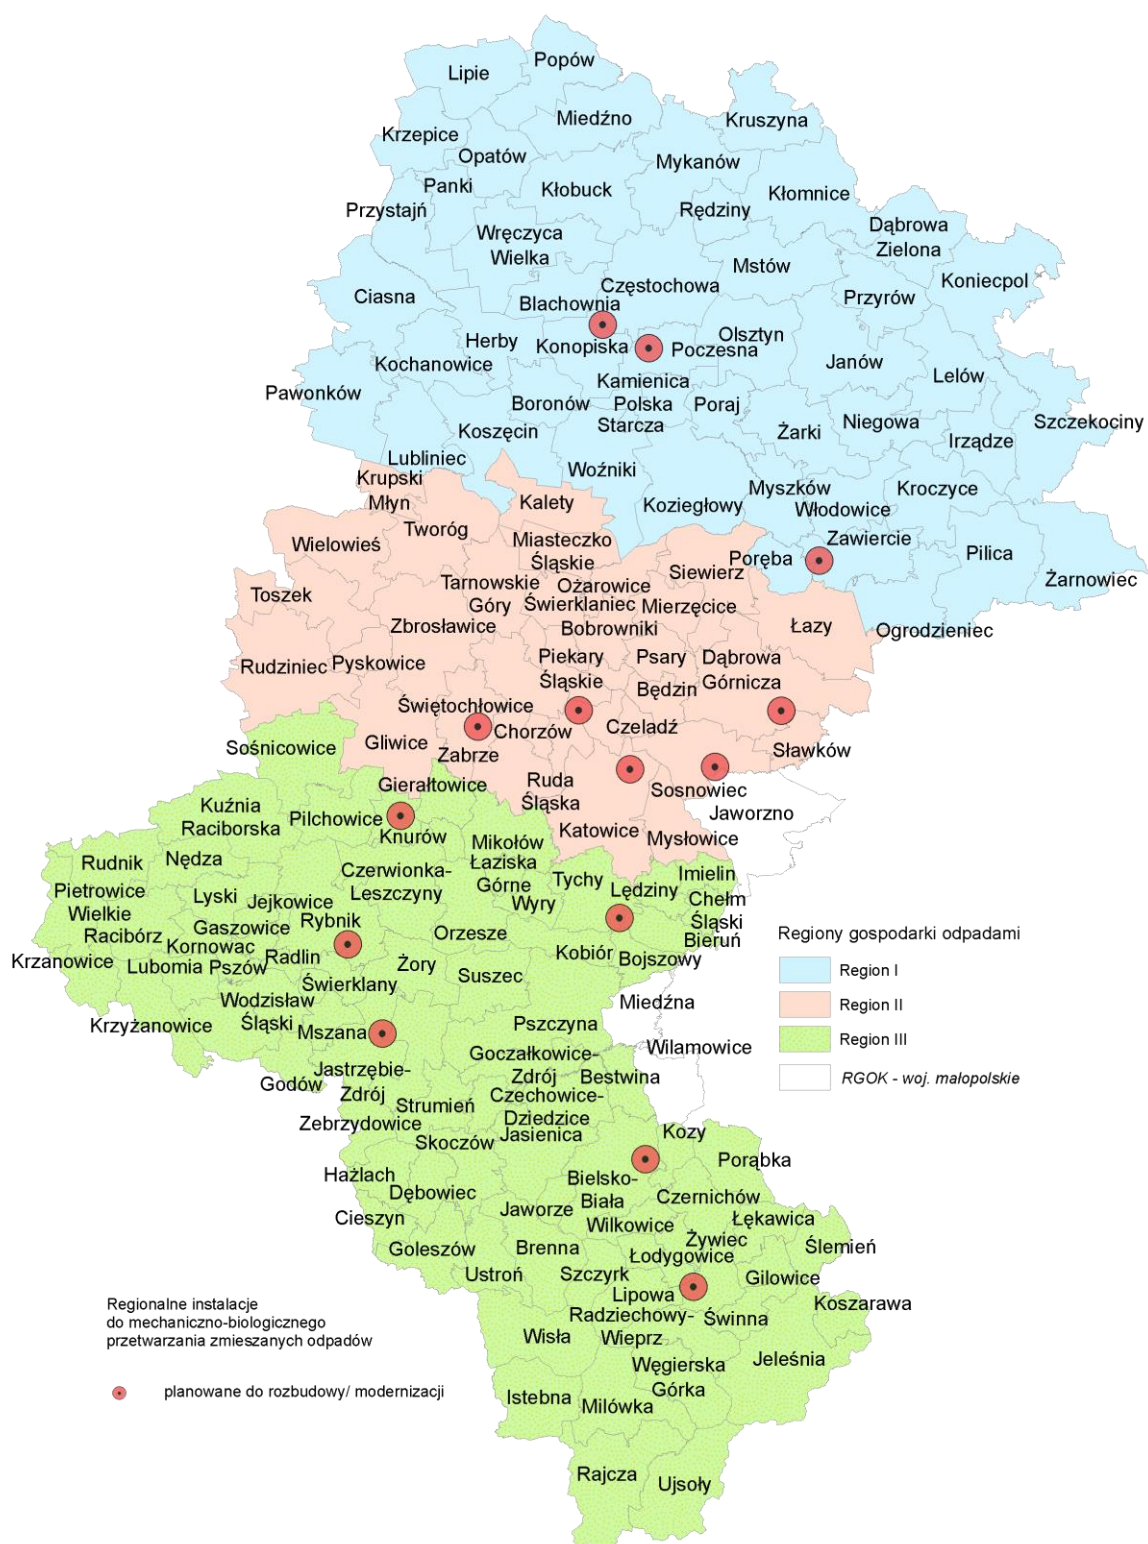 Popów
Lipie
Miedźno
Kruszyna
Krzepice
Opatów
Mykanów
Panki
Kłobuck
Kłomnice
Przystajń
Rędziny
Dąbrowa
Zielona
Wręczyca
Wielka
Mstów
Koniecpol
Częstochowa
Ciasna
Blachownia
Przyrów
Olsztyn
Herby
Konopiska
Poczesna
Kochanowice
Janów
Lelów
Pawonków
Kamienica
Polska
Boronów
Poraj
Starcza
Niegowa
Szczekociny
Koszęcin
Żarki
Irządze
Lubliniec
Woźniki
Krupski
Młyn
Myszków
Kroczyce
Kalety
Koziegłowy
Włodowice
Tworóg
Miasteczko
Śląskie
Zawiercie
Wielowieś
Poręba
Pilica
Siewierz
Żarnowiec
Tarnowskie
Góry
Ożarowice
Toszek
Świerklaniec
Mierzęcice
Zbrosławice
Bobrowniki
Łazy
Ogrodzieniec
Rudziniec
Pyskowice
Piekary
Śląskie
Psary
Dąbrowa
Górnicza
Będzin
Świętochłowice
Chorzów
Czeladź
Sośnicowice
Gliwice
Zabrze
Sławków
Gierałtowice
Ruda
Śląska
Sosnowiec
Kuźnia
Raciborska
Pilchowice
Jaworzno
Knurów
Katowice
Mysłowice
Mikołów
Rudnik
Nędza
Łaziska
Górne
Czerwionka-
Leszczyny
Tychy
Imielin
Pietrowice
Wielkie
Lyski
Jejkowice
Lędziny
Wyry
Chełm
Śląski
Rybnik
Gaszowice
Racibórz
Orzesze
Bieruń
Regiony gospodarki odpadami
Kornowac
Krzanowice
Lubomia
Pszów
Radlin
Żory
Kobiór
Bojszowy
Region I
Suszec
Świerklany
Wodzisław
Śląski
Miedźna
Region II
Krzyżanowice
Mszana
Pszczyna
Region III
Goczałkowice-
Zdrój
Wilamowice
Jastrzębie-
Zdrój
Bestwina
RGOK - woj. małopolskie
Godów
Czechowice-
Dziedzice
Strumień
Zebrzydowice
Kozy
Skoczów
Jasienica
Porąbka
Hażlach
Bielsko-
Biała
Dębowiec
Czernichów
Jaworze
Cieszyn
Łękawica
Wilkowice
Żywiec
Ślemień
Goleszów
Brenna
Łodygowice
Ustroń
Szczyrk
Gilowice
Lipowa
Koszarawa
Regionalne instalacje
do mechaniczno-biologicznego
przetwarzania zmieszanych odpadów
Radziechowy-
Wieprz
Świnna
Wisła
Jeleśnia
Węgierska
Górka
planowane do rozbudowy/ modernizacji
Istebna
Milówka
Rajcza
Ujsoły